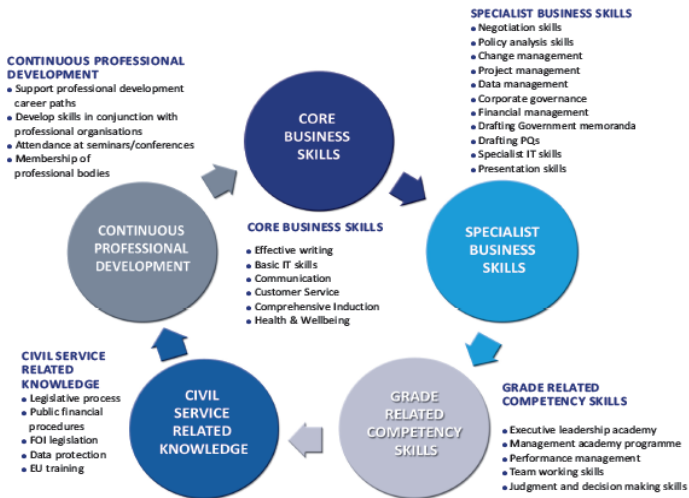 SPECIALIST BUSINESS SKILLS
• Negotiation skills
• Policy analysis skills
• Change management
• Project management
• Data management
• Corporate governance
• Financial management
• Drafting Government memoranda
• Drafting PQs
• Specialist IT skills
• Presentation skills
CONTINUOUS PROFESSIONAL
DEVELOPMENT
• Support professional development
career paths
• Develop skills in conjunction with
professional organisations
• Attendance at seminars/conferences
• Membership of
professional bodies
CORE
BUSINESS
SKILLS
CONTINUOUS
PROFESSIONAL
DEVELOPMENT
CORE BUSINESS SKILLS
• Effective writing
• Basic IT skills
• Communication
• Customer Service
• Comprehensive Induction
• Health & Wellbeing
SPECIALIST
BUSINESS
SKILLS
CIVIL SERVICE
RELATED
KNOWLEDGE
• Legislative process
• Public financial
procedures
• FOI legislation
• Data protection
• EU training
CIVIL
SERVICE
RELATED
KNOWLEDGE
GRADE
RELATED
COMPETENCY
SKILLS
GRADE RELATED
COMPETENCY SKILLS
• Executive leadership academy
• Management academy programme
• Performance management
• Team working skills
• Judgment and decision making skills